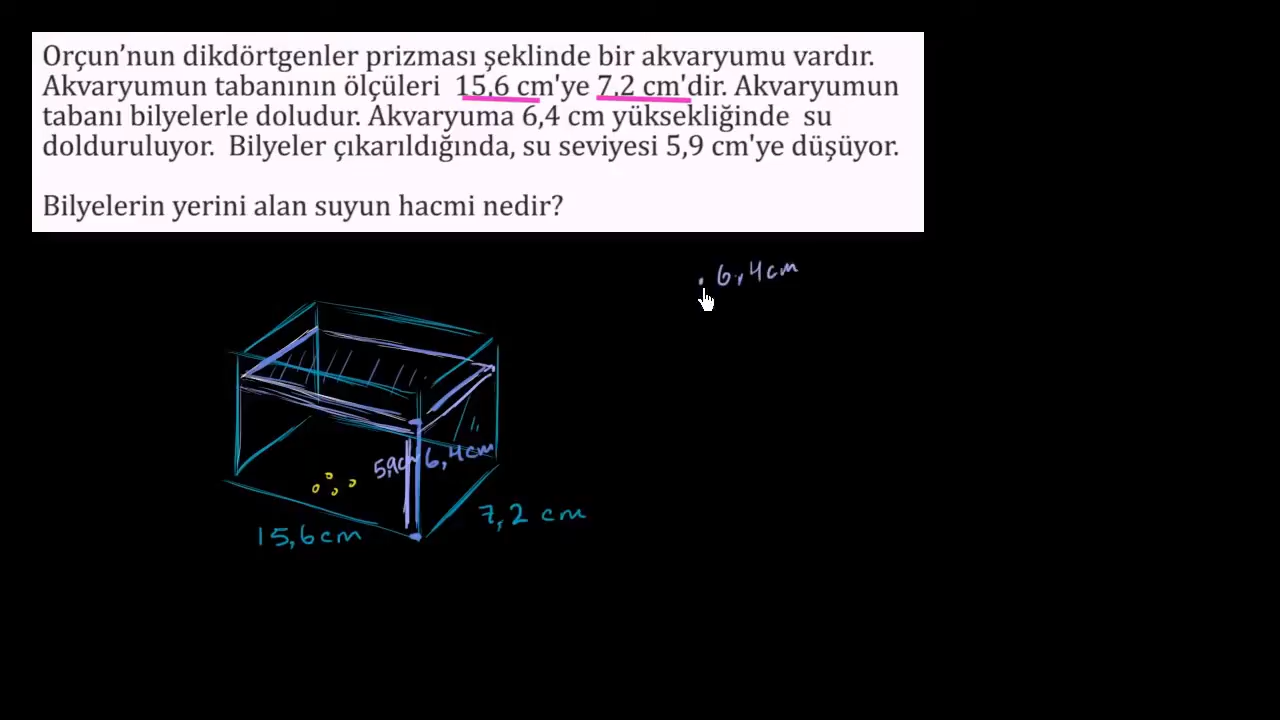 Orçun'nun dikdörtgenler prizması şeklinde bir akvaryumu vardır.
Akvaryumun tabanının ölçüleri 15,6 cm'ye 7,2 cm'dir. Akvaryumun
tabanı bilyelerle doludur. Akvaryuma 6,4 cm yüksekliğinde su
dolduruluyor. Bilyeler çıkarıldığında, su seviyesi 5,9 cm'ye düşüyor.
Bilyelerin yerini alan suyun hacmi nedir?
. 6,4cm
5,9cm 6,4cm
7,2 cm
15,6cm